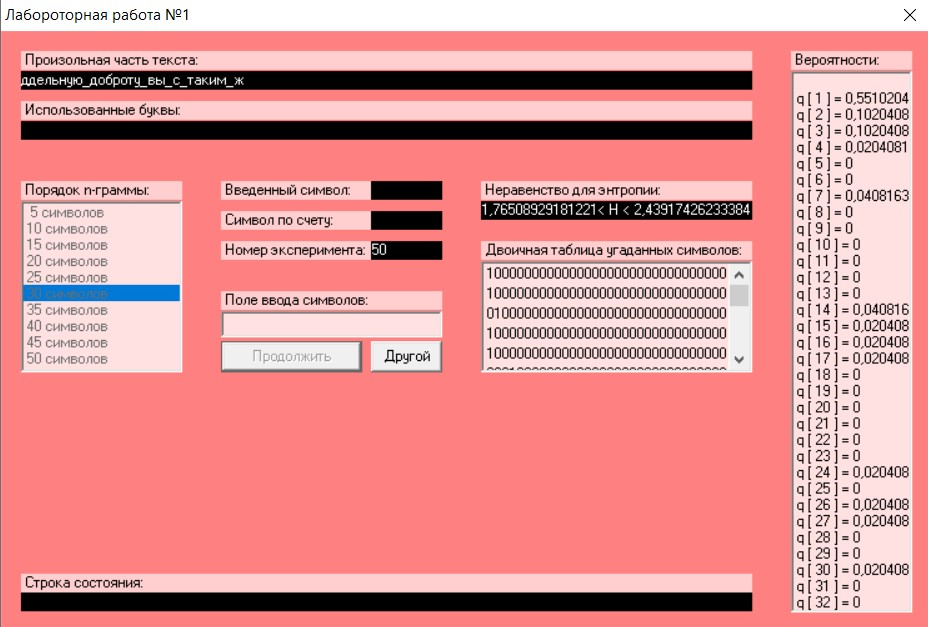 Лабороторная работа №1
Произольная часть текста:
ддельную_доброту_вы_с_таким_ж
Использованные буквы:
Порядок n-граммы:
5 символов
10 символов
15 символов
20 символов
25 символов
30 символов
35 символов
40 символов
45 символов
50 символов
Введенный символ:
Символ по счету:
Номер эксперимента: 50
Поле ввода символов:
Продолжить
Другой
Неравенство для энтропии:
1,76508929181221< H < 2,43917426233384
Двоичная таблица угаданных символов:
10000000000000000000000000000000
10000000000000000000000000000000
01000000000000000000000000000000
10000000000000000000000000000000
10000000000000000000000000000000
Вероятности:
q [ 1 ] = 0,5510204
q [ 2 ] = 0,1020408
q [ 3 ] = 0,1020408
q [ 4 ] = 0,0204081
q [ 5 ] = 0
q [ 6 ] = 0
q [ 7 ] = 0,0408163
q [ 8 ] = 0
q [ 9 ] = 0
q [ 10 ] = 0
q [ 11 ] = 0
q [ 12 ] = 0
q [ 13 ] = 0
q [ 14 ] = 0,040816
q [ 15 ] = 0,020408
q [ 16 ] = 0,020408
q [ 17 ] = 0,020408
q [ 18 ] = 0
q [ 19 ] = 0
q [ 20 ] = 0
q [ 21 ] = 0
q [ 22 ] = 0
q [ 23 ] = 0
q [ 24 ] = 0,020408
q [ 25 ] = 0
q [ 26 ] = 0,020408
q [ 27 ] = 0,020408
q [ 28 ] = 0
q [ 29 ] = 0
q [ 30 ] = 0,020408
q [ 31 ] = 0
q [ 32 ] = 0
Строка состояния: